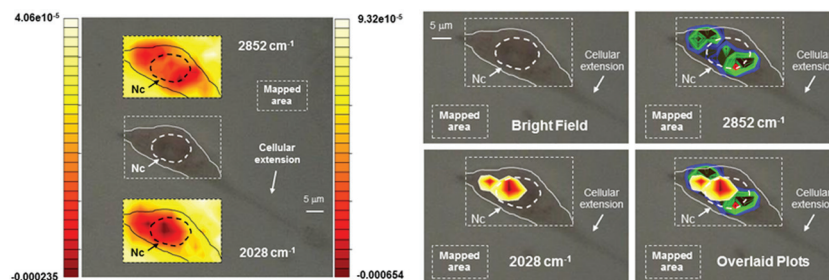 4.06e⁻⁵
2852 cm⁻¹
Nc
Mapped area
Nc
Cellular extension
5 µm
Nc
2028 cm⁻¹
-0.000235
9.32e⁻⁵
-0.000654
5 µm
Nc
Cellular extension
Mapped area
Bright Field
Nc
Cellular extension
Mapped area
2852 cm⁻¹
Nc
Cellular extension
Mapped area
2028 cm⁻¹
Nc
Cellular extension
Mapped area
Overlaid Plots